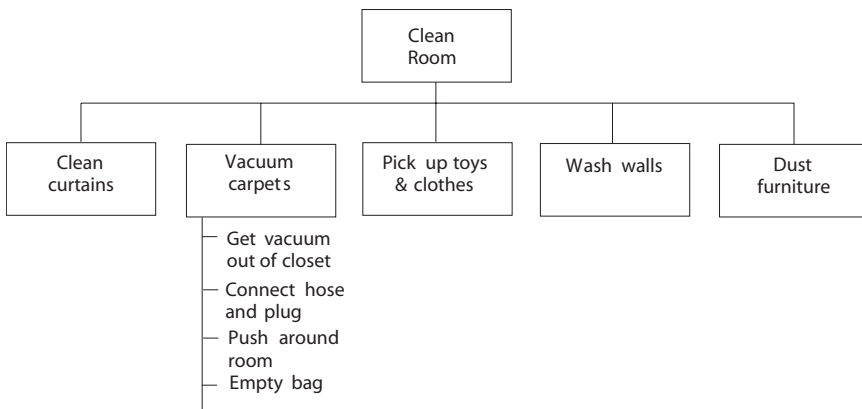 Clean
Room
Clean
curtains
Vacuum
carpets
Pick up toys
& clothes
Wash walls
Dust
furniture
Get vacuum
out of closet
Connect hose
and plug
Push around
room
Empty bag